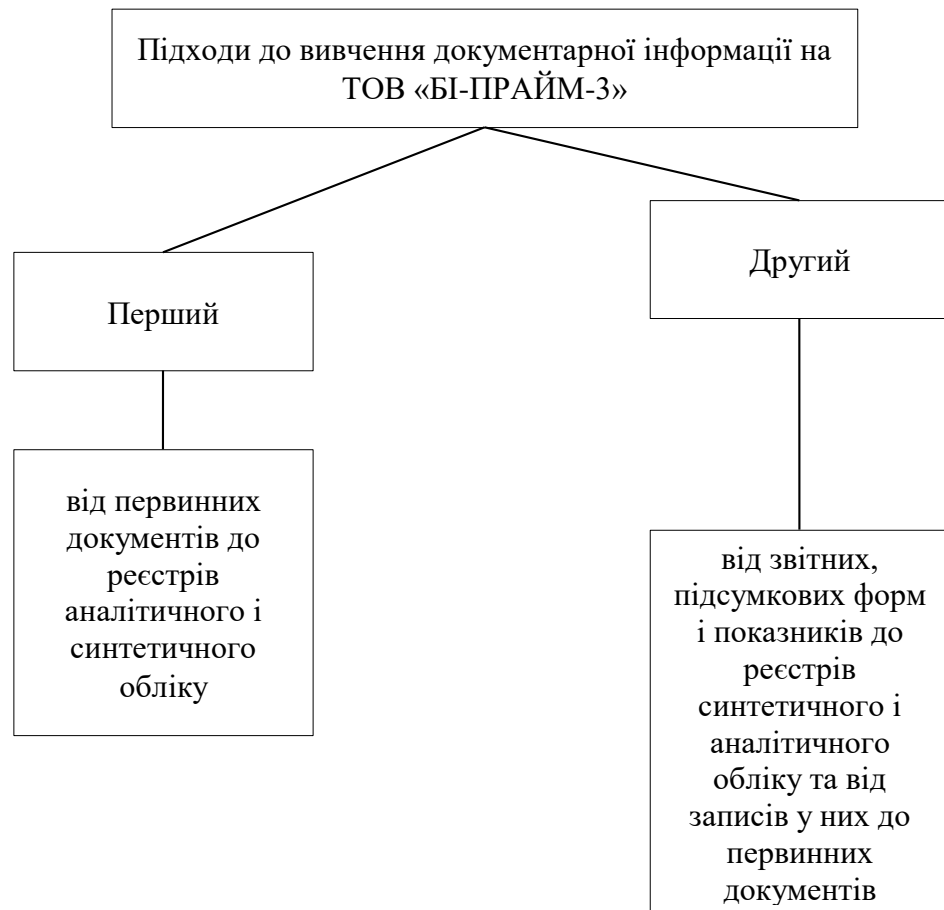 Підходи до вивчення документарної інформації на
ТОВ «БІ-ПРАЙМ-3»
Перший
Другий
від первинних
документів до
реєстрів
аналітичного і
синтетичного
обліку
від звітних,
підсумкових форм
і показників до
реєстрів
синтетичного і
аналітичного
обліку та від
записів у них до
первинних
документів